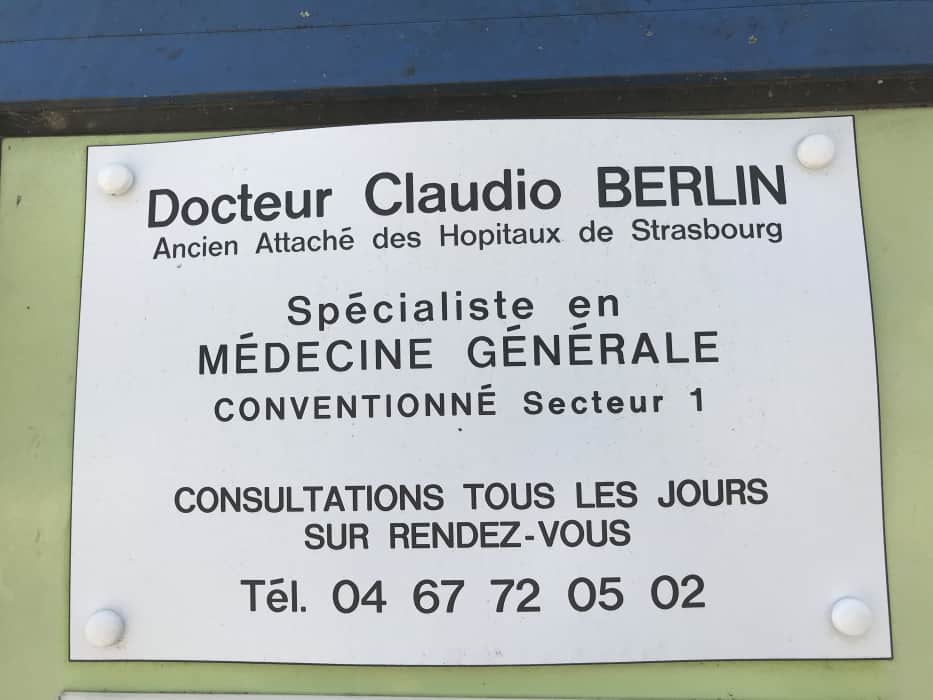 Docteur Claudio BERLIN
Ancien Attaché des Hopitaux de Strasbourg
Spécialiste en
MÉDECINE GÉNÉRALE
CONVENTIONNÉ Secteur 1
CONSULTATIONS TOUS LES JOURS
SUR RENDEZ-VOUS
Tél. 04 67 72 05 02